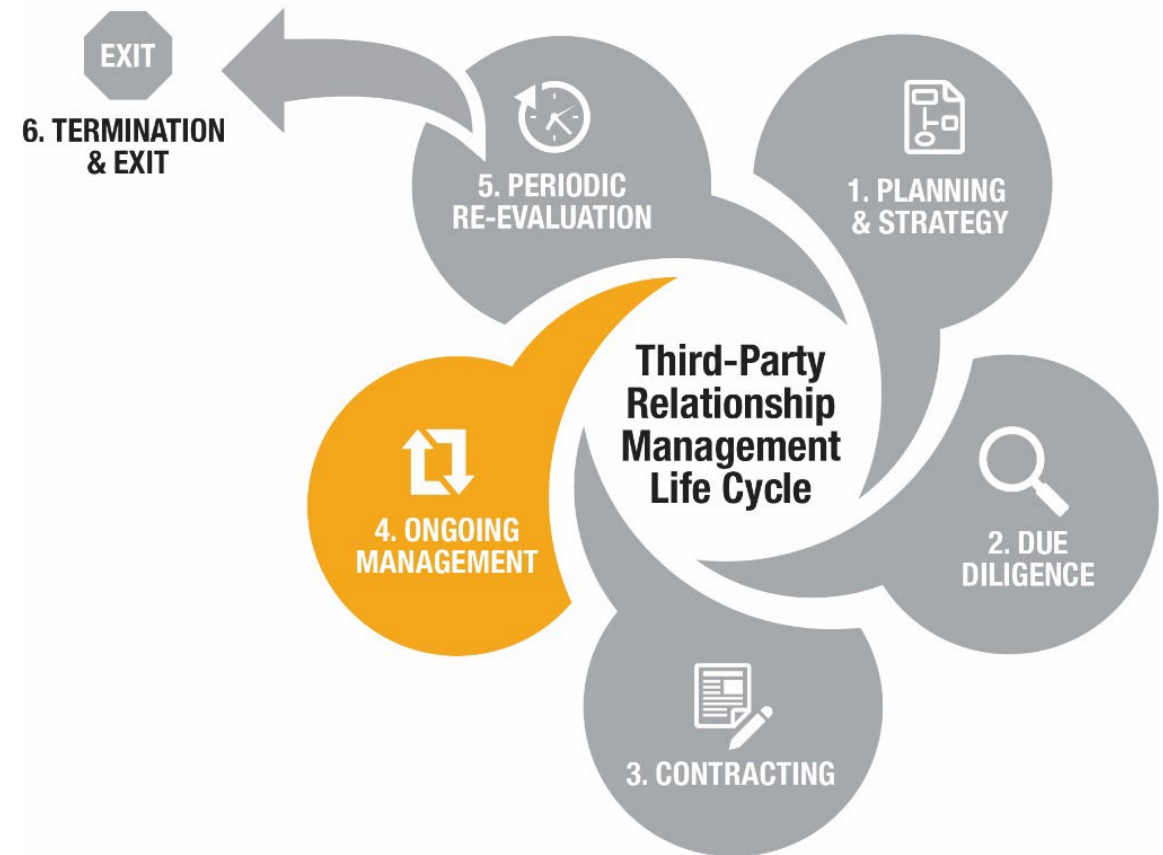 Third-Party
Relationship
Management
Life Cycle
1. PLANNING
& STRATEGY
2. DUE
DILIGENCE
3. CONTRACTING
4. ONGOING
MANAGEMENT
5. PERIODIC
RE-EVALUATION
EXIT
6. TERMINATION
& EXIT